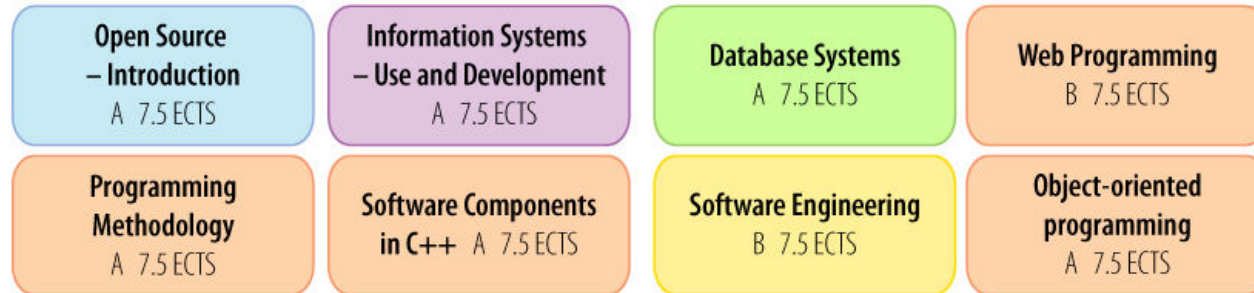 Open Source
– Introduction
A 7.5 ECTS
Information Systems
– Use and Development
A 7.5 ECTS
Database Systems
A 7.5 ECTS
Web Programming
B 7.5 ECTS
Programming
Methodology
A 7.5 ECTS
Software Components
in C++ A 7.5 ECTS
Software Engineering
B 7.5 ECTS
Object-oriented
programming
A 7.5 ECTS